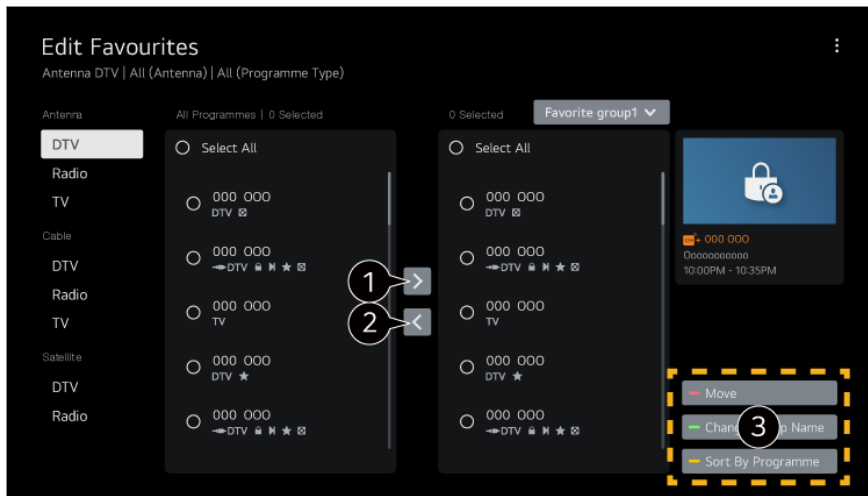 Edit Favourites
Antenna DTV | All (Antenna) | All (Programme Type)
Antenna
DTV
Radio
TV
Cable
DTV
Radio
TV
Satellite
DTV
Radio
All Programmes | 0 Selected
Select All
000 000
DTV
000 000
DTV
000 000
TV
000 000
DTV
000 000
DTV
1
2
0 Selected
Favorite group1
Select All
000 000
DTV
000 000
DTV
000 000
TV
000 000
DTV
000 000
DTV
+ 000 000
Oooooooooo
10:00PM - 10:35PM
Move
3
Sort By Programme